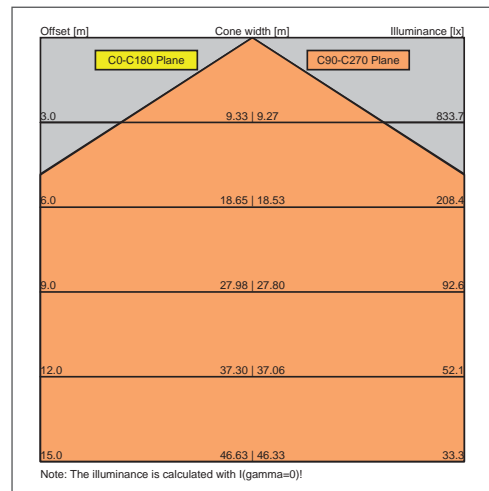 Offset [m] Cone width [m] Illuminance [lx]
C0-C180 Plane C90-C270 Plane
3.0 9.33 | 9.27 833.7
6.0 18.65 | 18.53 208.4
9.0 27.98 | 27.80 92.6
12.0 37.30 | 37.06 52.1
15.0 46.63 | 46.33 33.3
Note: The illuminance is calculated with I(gamma=0)!